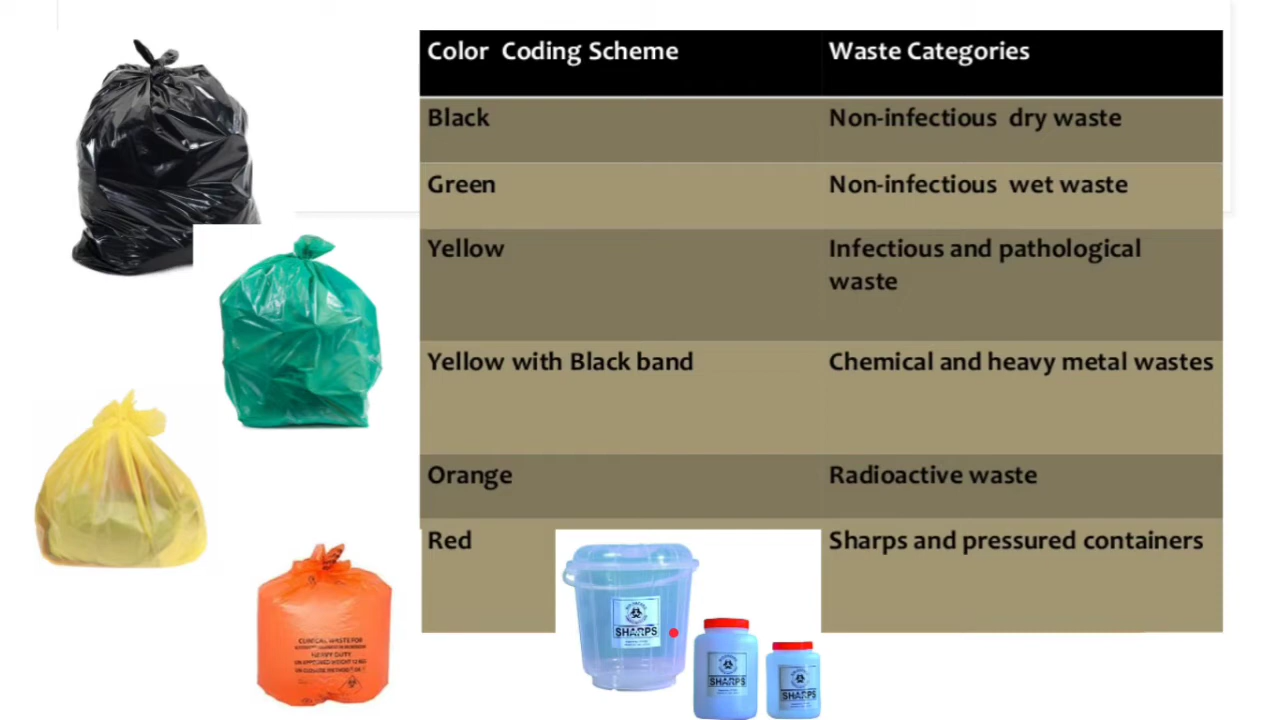 Color Coding Scheme Waste Categories
Black Non-infectious dry waste
Green Non-infectious wet waste
Yellow Infectious and pathological
waste
Yellow with Black band Chemical and heavy metal wastes
Orange Radioactive waste
Red Sharps and pressured containers
CLINICAL WASTE FOR
HEAVY DUTY
SHARPS
SHARPS
SHARPS